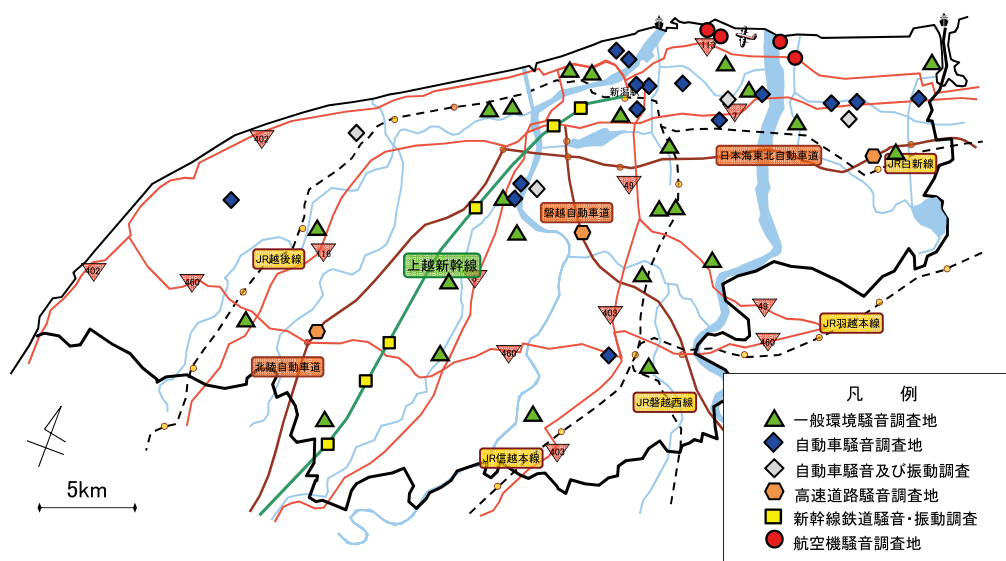 113
新潟駅
7
402
日本海東北自動車道
JR白新線
49
磐越自動車道
116
JR越後線
上越新幹線
402
460
49
403
JR羽越本線
460
460
北陸自動車道
JR磐越西線
403
JR信越本線
5km
凡 例
一般環境騒音調査地
自動車騒音調査地
自動車騒音及び振動調査
高速道路騒音調査地
新幹線鉄道騒音・振動調査
航空機騒音調査地